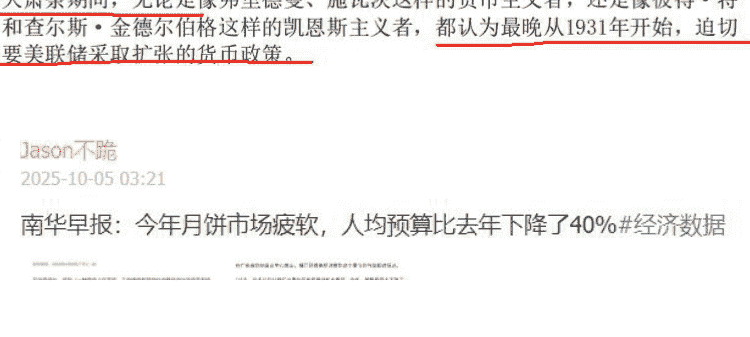 大萧条期间,无论是像弗里德曼、施瓦茨这样的货币主义者,还是像彼得·特
和查尔斯·金德尔伯格这样的凯恩斯主义者,都认为最晚从1931年开始,迫切
要美联储采取扩张的货币政策。
Jason不跪
2025-10-05 03:21
南华早报:今年月饼市场疲软,人均预算比去年下降了40%#经济数据